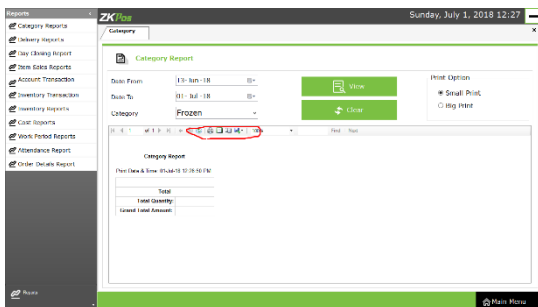 Reports
ZKPos
Sunday, July 1, 2018 12:27
Category Reports
Delivery Reports
Day Closing Report
Item Sales Reports
Account Transaction
Inventory Transaction
Inventory Reports
Cost Reports
Work Period Reports
Attendance Report
Order Details Report
Category
x
Category Report
Date From
13-Jun-18
Date To
01-Jul-18
Category
Frozen
View
Clear
Print Option
Small Print
Big Print
1 of 1
100%
Find Next
Category Report
Print Date & Time: 01-Jul-18 12:26:50 PM
Total
Total Quantity:
Grand Total Amount:
Main Menu